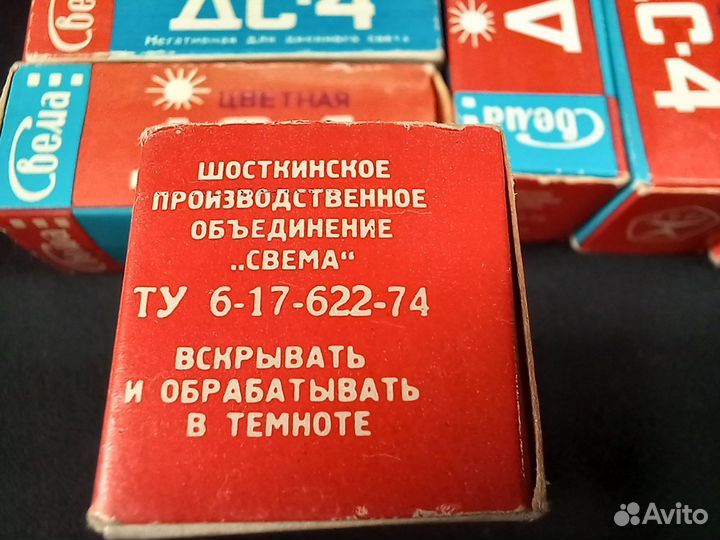 Свема
ДС-4
Негативная для дневного света
Свема
ЦВЕТНАЯ
Свема
Д
С-4
ШОСТКИНСКОЕ
ПРОИЗВОДСТВЕННОЕ
ОБЪЕДИНЕНИЕ
„СВЕМА“
ТУ 6-17-622-74
ВСКРЫВАТЬ
И ОБРАБАТЫВАТЬ
В ТЕМНОТЕ
Avito